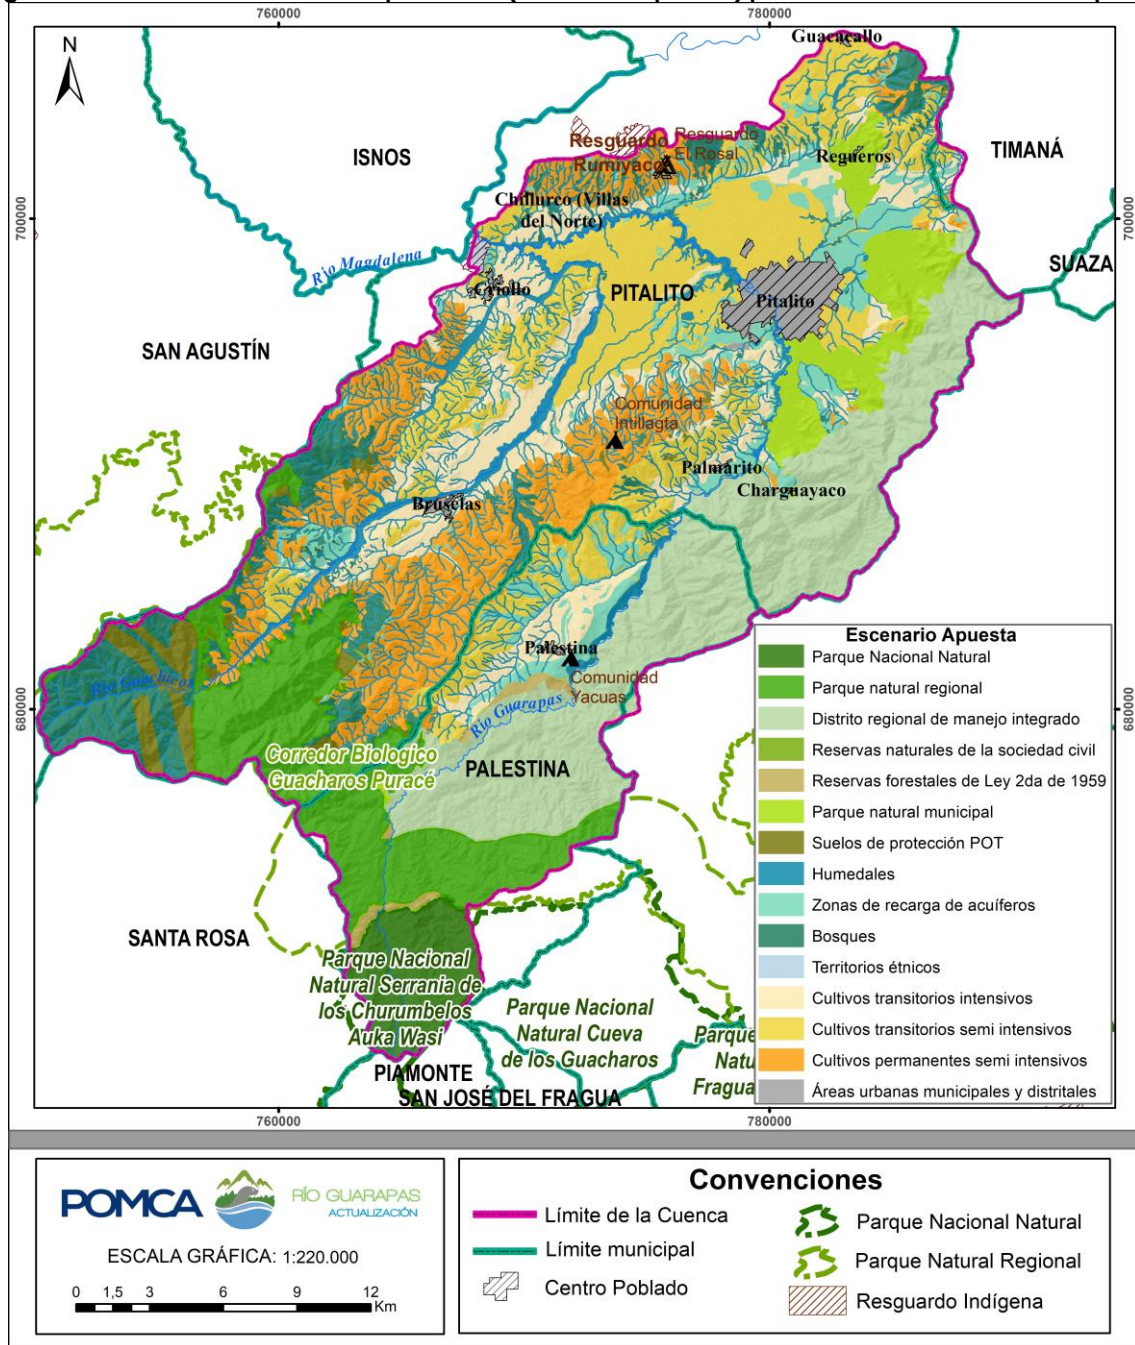 760000
780000
N
Guacacallo
ISNOS
Resguardo
Rumiyaco
Resguardo
El Rosal
Regueros
TIMANÁ
Chillurco (Villas
del Norte)
700000
700000
Río Magdalena
SUAZA
Criollo
PITALITO
Pitalito
SAN AGUSTÍN
Comunidad
Intillagta
Palmarito
Charguayaco
Bruselas
Palestina
Comunidad
Yacuas
Río Guachicos
Río Guarapas
680000
680000
Corredor Biologico
Guacharos Puracé
PALESTINA
SANTA ROSA
Parque Nacional
Natural Serrania de
los Churumbelos
Auka Wasi
Parque Nacional
Natural Cueva
de los Guacharos
Parque
Natu
Fragua
PIAMONTE
SAN JOSÉ DEL FRAGUA
Escenario Apuesta
Parque Nacional Natural
Parque natural regional
Distrito regional de manejo integrado
Reservas naturales de la sociedad civil
Reservas forestales de Ley 2da de 1959
Parque natural municipal
Suelos de protección POT
Humedales
Zonas de recarga de acuíferos
Bosques
Territorios étnicos
Cultivos transitorios intensivos
Cultivos transitorios semi intensivos
Cultivos permanentes semi intensivos
Áreas urbanas municipales y distritales
760000
780000
POMCA
RÍO GUARAPAS
ACTUALIZACIÓN
ESCALA GRÁFICA: 1:220.000
0 1,5 3 6 9 12
Km
Convenciones
Límite de la Cuenca
Límite municipal
Centro Poblado
Parque Nacional Natural
Parque Natural Regional
Resguardo Indígena